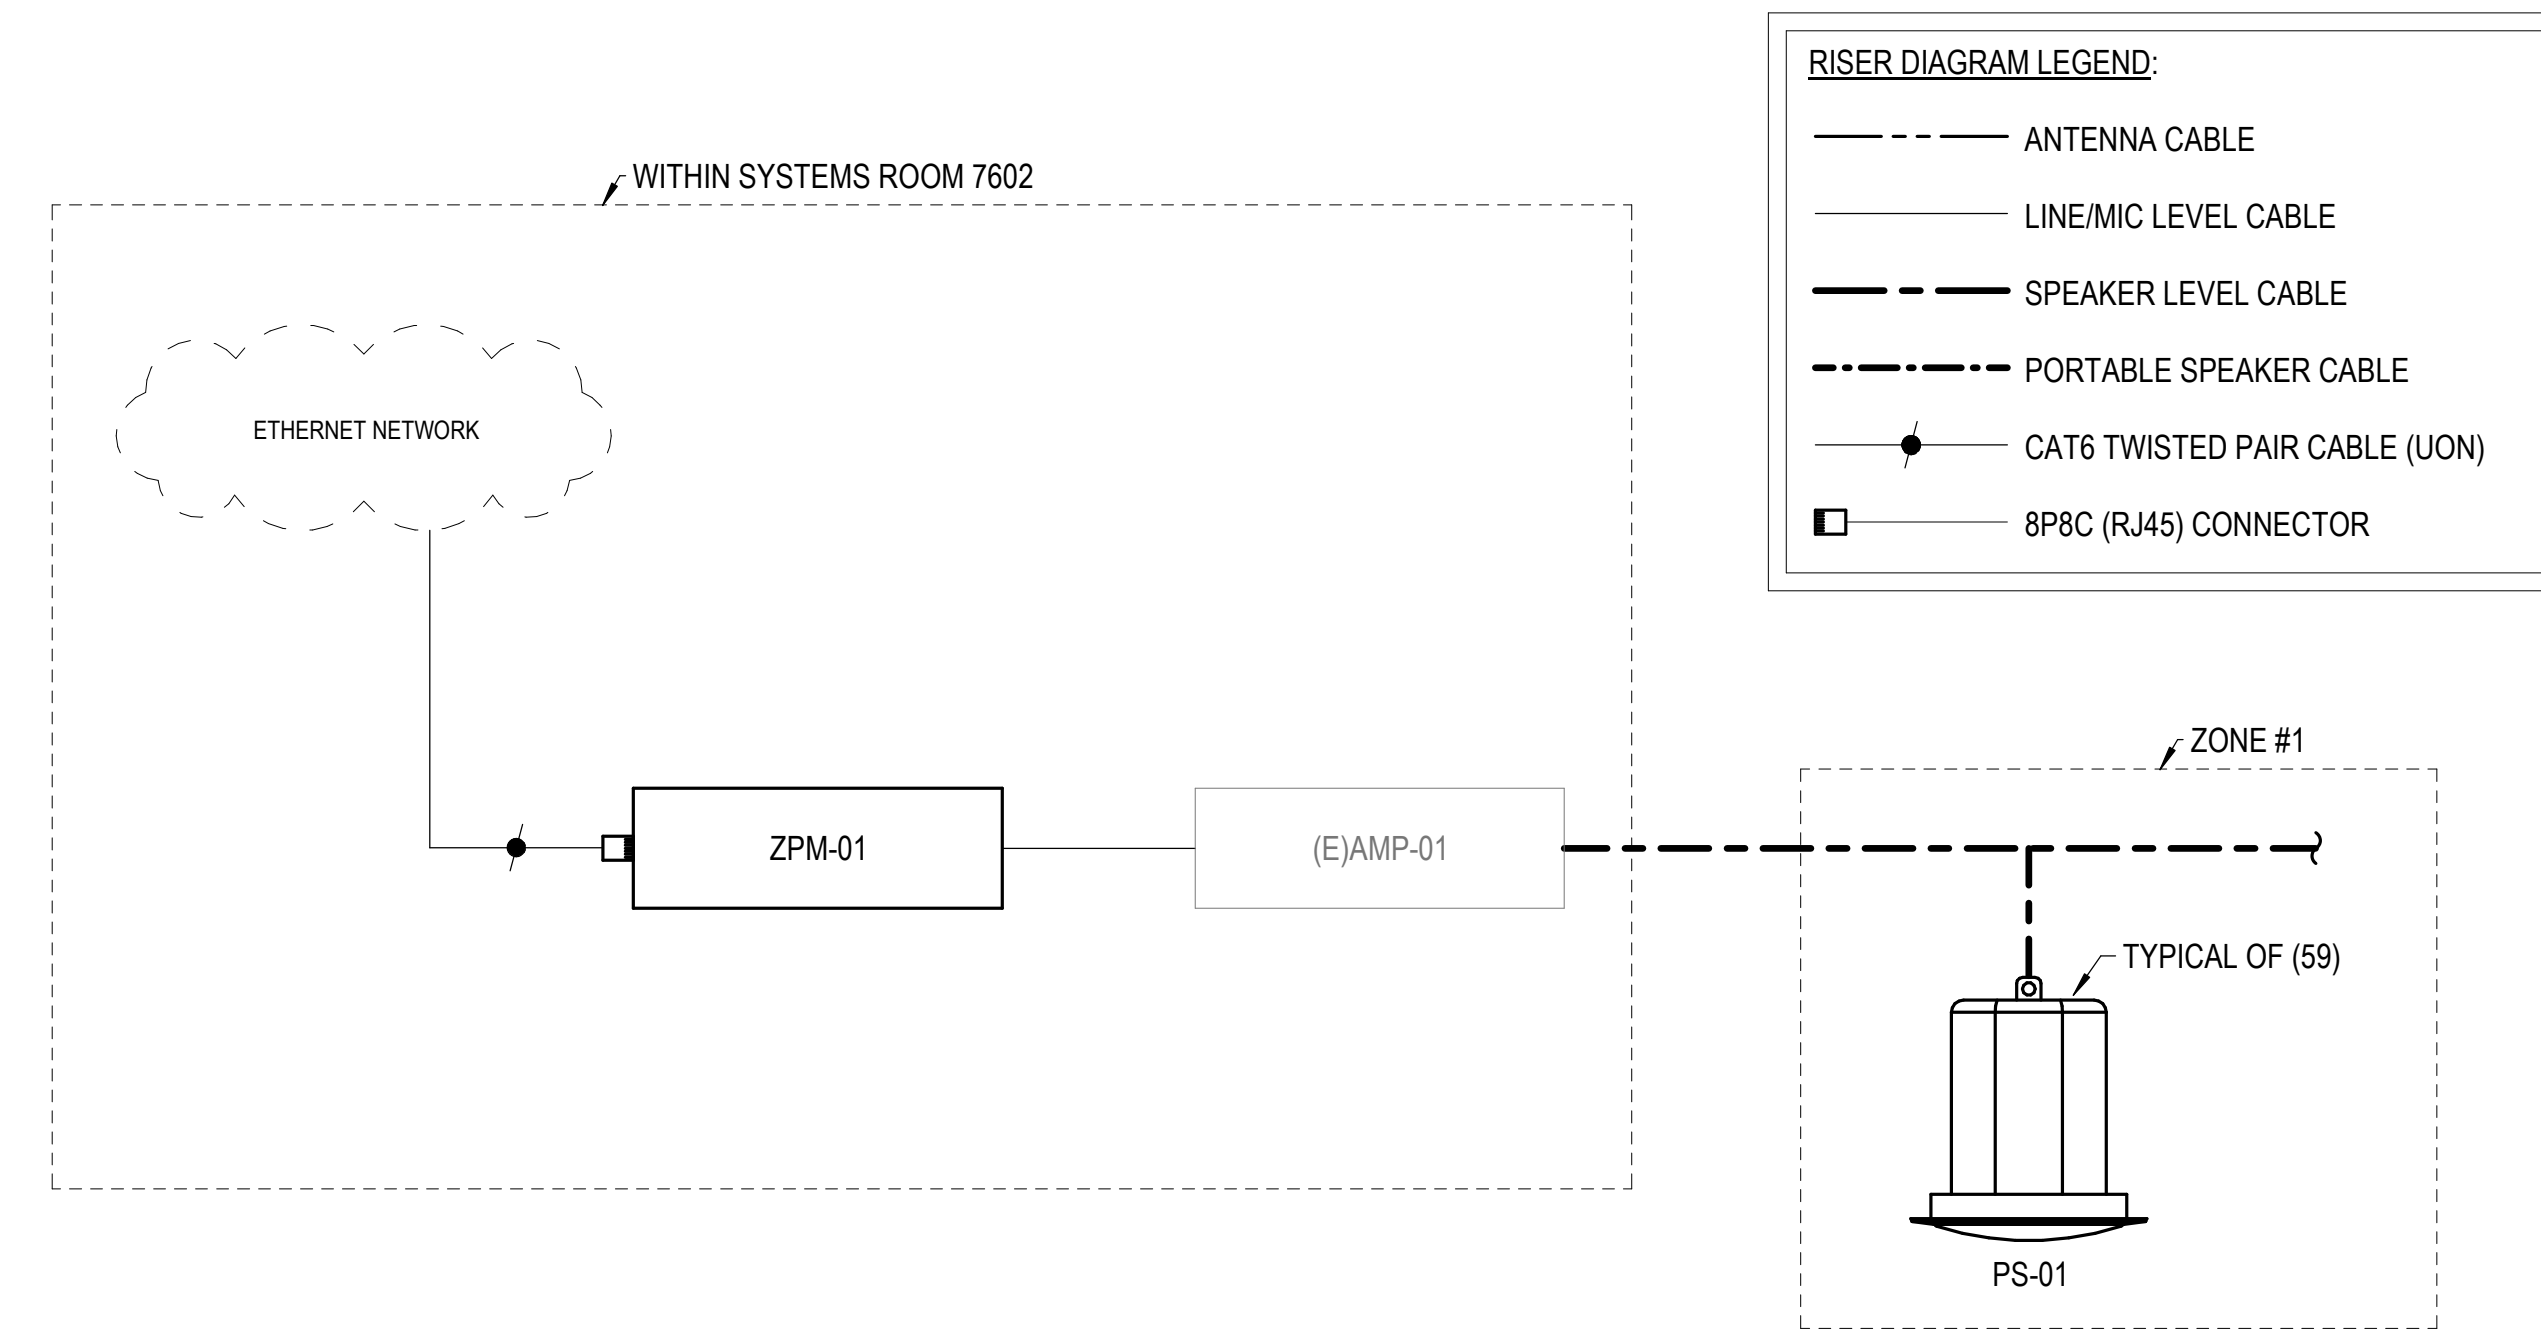 RISER DIAGRAM LEGEND:
ANTENNA CABLE
LINE/MIC LEVEL CABLE
SPEAKER LEVEL CABLE
PORTABLE SPEAKER CABLE
CAT6 TWISTED PAIR CABLE (UON)
8P8C (RJ45) CONNECTOR
WITHIN SYSTEMS ROOM 7602
ETHERNET NETWORK
ZPM-01
(E)AMP-01
ZONE #1
TYPICAL OF (59)
PS-01